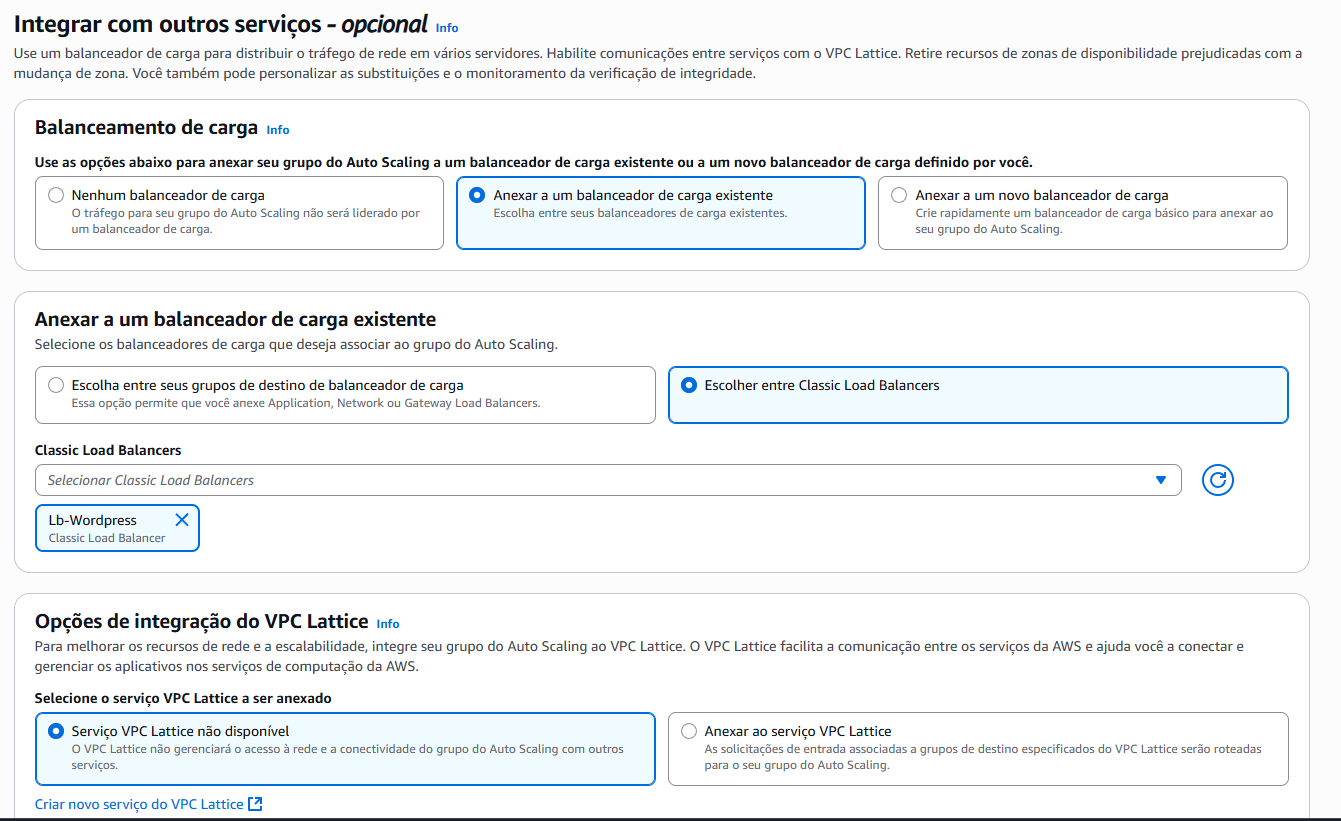 Integrar com outros serviços - opcional Info
Use um balanceador de carga para distribuir o tráfego de rede em vários servidores. Habilite comunicações entre serviços com o VPC Lattice. Retire recursos de zonas de disponibilidade prejudicadas com a
mudança de zona. Você também pode personalizar as substituições e o monitoramento da verificação de integridade.
Balanceamento de carga Info
Use as opções abaixo para anexar seu grupo do Auto Scaling a um balanceador de carga existente ou a um novo balanceador de carga definido por você.
Nenhum balanceador de carga
O tráfego para seu grupo do Auto Scaling não será liderado por
um balanceador de carga.
Anexar a um balanceador de carga existente
Escolha entre seus balanceadores de carga existentes.
Anexar a um novo balanceador de carga
Crie rapidamente um balanceador de carga básico para anexar ao
seu grupo do Auto Scaling.
Anexar a um balanceador de carga existente
Selecione os balanceadores de carga que deseja associar ao grupo do Auto Scaling.
Escolha entre seus grupos de destino de balanceador de carga
Essa opção permite que você anexe Application, Network ou Gateway Load Balancers.
Escolher entre Classic Load Balancers
Classic Load Balancers
Selecionar Classic Load Balancers
Lb-Wordpress
Classic Load Balancer
Opções de integração do VPC Lattice Info
Para melhorar os recursos de rede e a escalabilidade, integre seu grupo do Auto Scaling ao VPC Lattice. O VPC Lattice facilita a comunicação entre os serviços da AWS e ajuda você a conectar e
gerenciar os aplicativos nos serviços de computação da AWS.
Selecione o serviço VPC Lattice a ser anexado
Serviço VPC Lattice não disponível
O VPC Lattice não gerenciará o acesso à rede e a conectividade do grupo do Auto Scaling com outros
serviços.
Anexar ao serviço VPC Lattice
As solicitações de entrada associadas a grupos de destino especificados do VPC Lattice serão roteadas
para o seu grupo do Auto Scaling.
Criar novo serviço do VPC Lattice